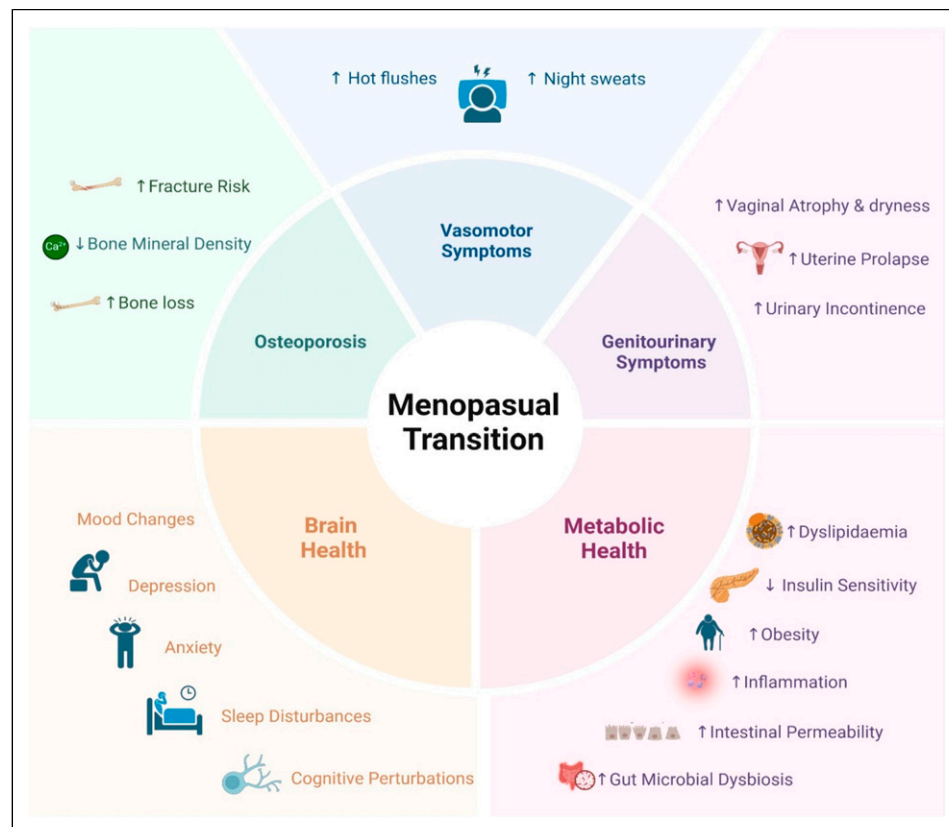 ↑ Hot flushes
↑ Night sweats
Vasomotor
Symptoms
↑Fracture Risk
Ca²⁺
↓Bone Mineral Density
↑Bone loss
Osteoporosis
↑Vaginal Atrophy & dryness
↑Uterine Prolapse
↑Urinary Incontinence
Genitourinary
Symptoms
Menopasual
Transition
Brain
Health
Mood Changes
Depression
Anxiety
Sleep Disturbances
Cognitive Perturbations
Metabolic
Health
↑Dyslipidaemia
↓ Insulin Sensitivity
↑Obesity
↑Inflammation
↑Intestinal Permeability
↑Gut Microbial Dysbiosis